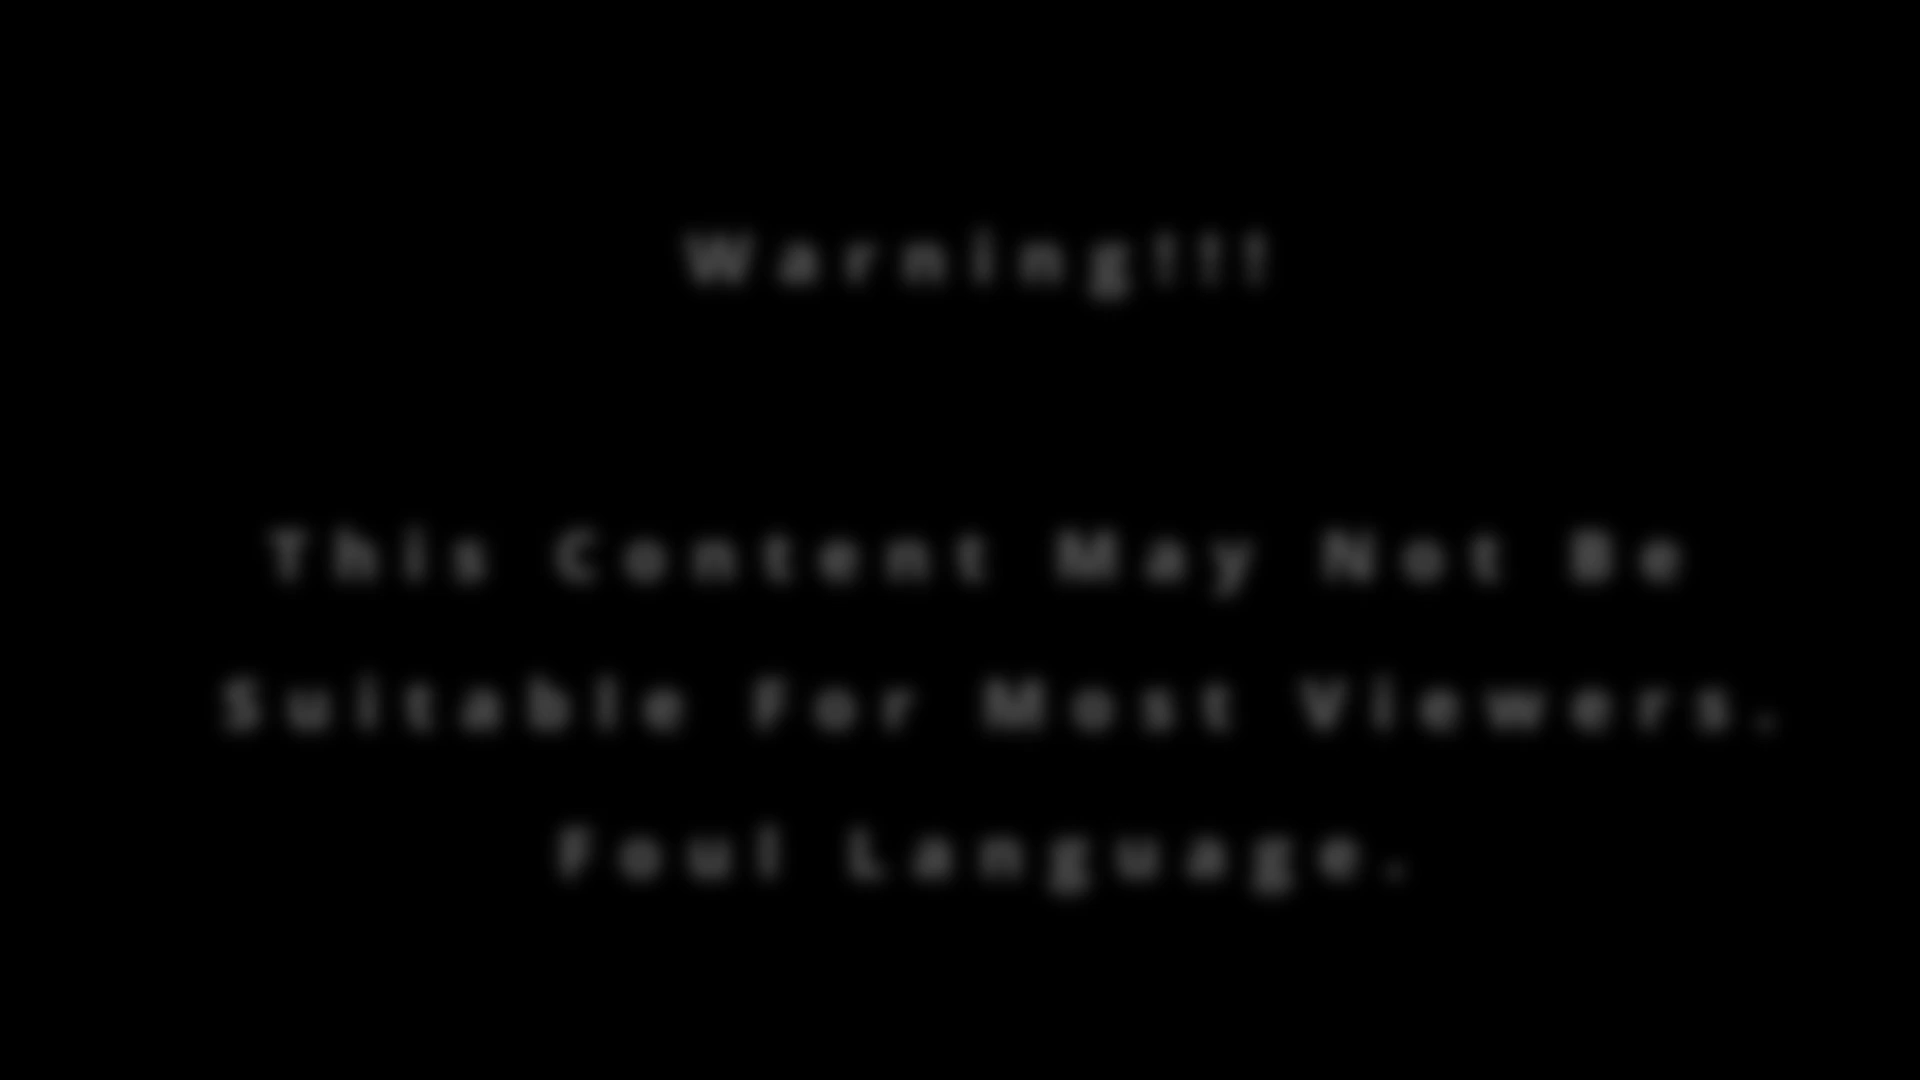 Warning!!!
This Content May Not Be
Suitable For Most Viewers.
Foul Language.